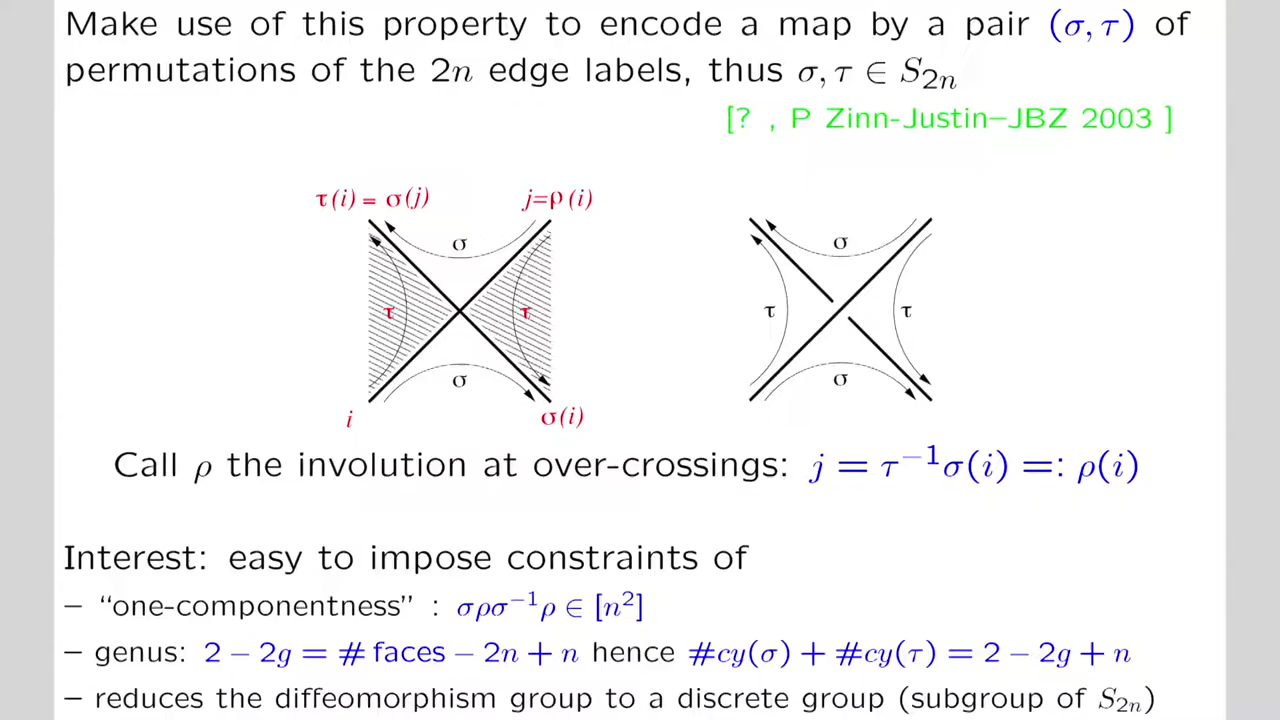 Make use of this property to encode a map by a pair (σ, τ) of
permutations of the 2n edge labels, thus σ, τ ∈ S₂ₙ
[? , P Zinn-Justin–JBZ 2003 ]
τ(i) = σ(j) j=ρ(i)
σ σ
τ τ τ τ
σ σ
i σ(i)
Call ρ the involution at over-crossings: j = τ⁻¹σ(i) =: ρ(i)
Interest: easy to impose constraints of
– “one-componentness” : σρσ⁻¹ρ ∈ [n²]
– genus: 2 − 2g = # faces − 2n + n hence #cy(σ) + #cy(τ) = 2 − 2g + n
– reduces the diffeomorphism group to a discrete group (subgroup of S₂ₙ)